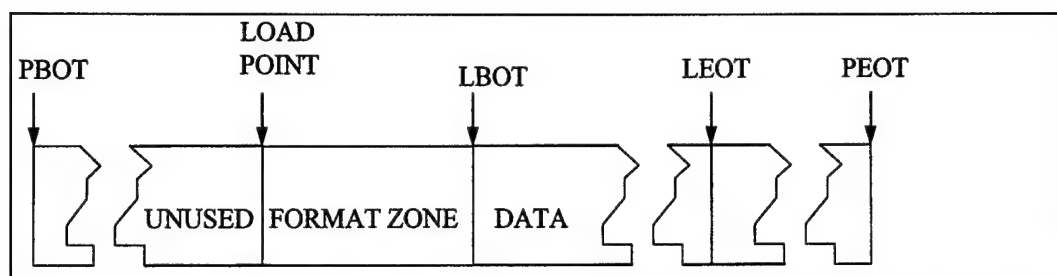 PBOT
LOAD
POINT
LBOT
LEOT
PEOT
UNUSED
FORMAT ZONE
DATA